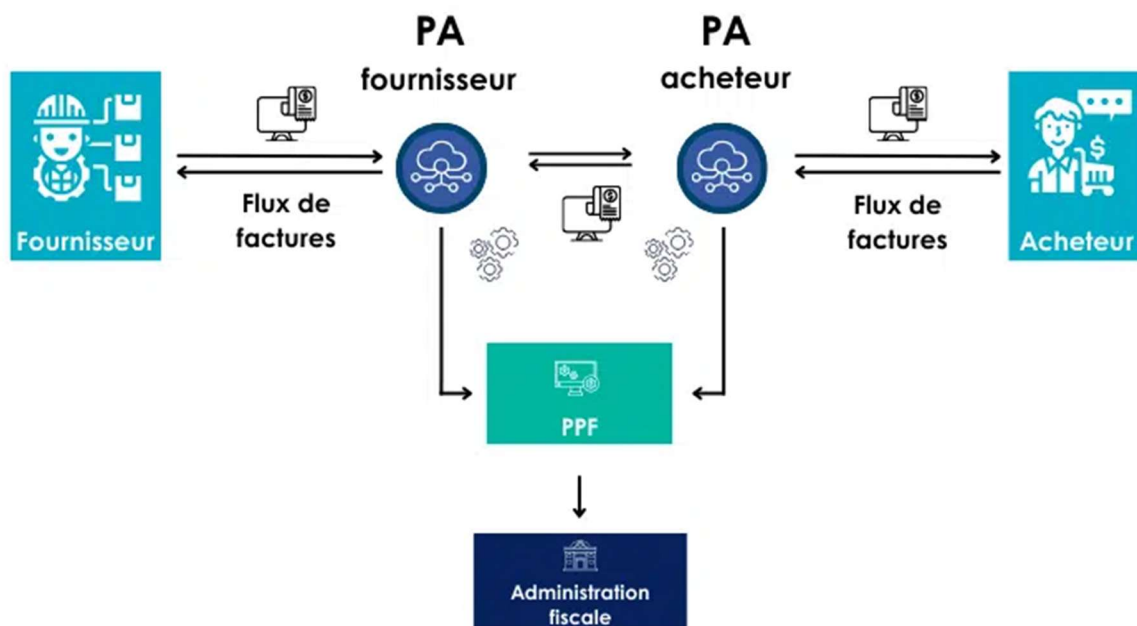 PA
fournisseur
PA
acheteur
Fournisseur
Flux de
factures
Flux de
factures
Acheteur
PPF
Administration
fiscale